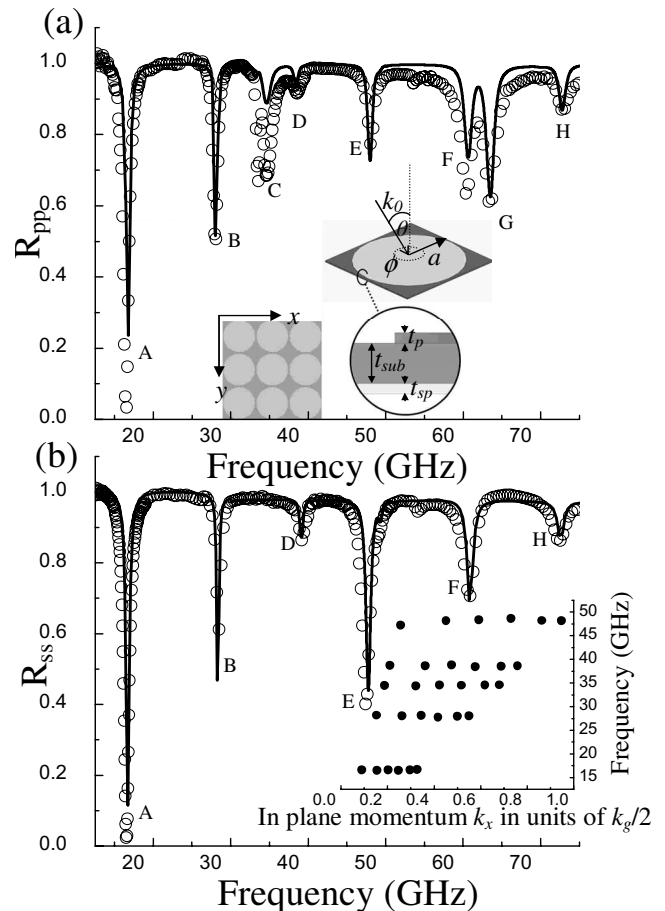 (a)
1.0
0.8
0.6
0.4
0.2
0.0
R_pp
A
B
C
D
E
F
G
H
k_0
θ
ϕ
a
x
y
t_p
t_sub
t_sp
20 30 40 50 60 70
Frequency (GHz)
(b)
1.0
0.8
0.6
0.4
0.2
0.0
R_ss
A
B
D
E
F
H
50
45
40
35
30
25
20
15
Frequency (GHz)
0.0 0.2 0.4 0.6 0.8 1.0
In plane momentum k_x in units of k_g/2
20 30 40 50 60 70
Frequency (GHz)